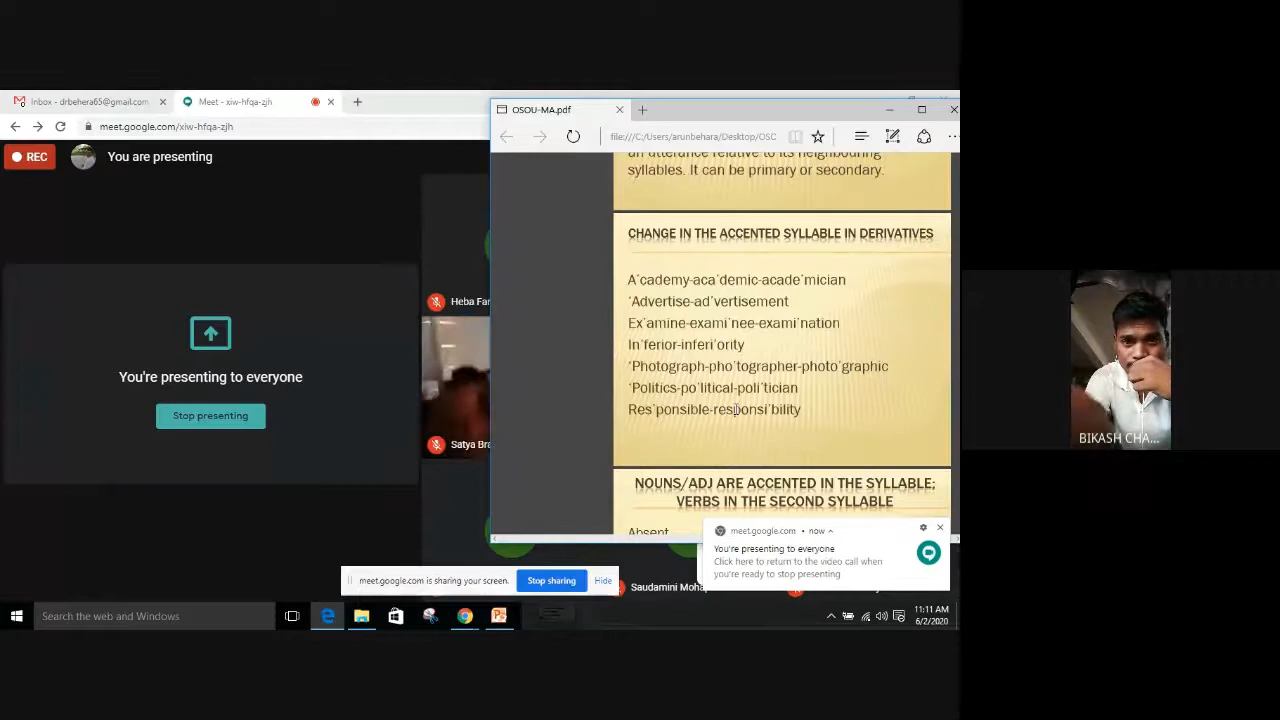 Inbox - drbehera65@gmail.com
Meet - xiw-hfqa-zjh
meet.google.com/xiw-hfqa-zjh
REC
You are presenting
OSOU-MA.pdf
file:///C:/Users/arunbehara/Desktop/OSC
an utterance relative to its neighbouring
syllables. It can be primary or secondary.
CHANGE IN THE ACCENTED SYLLABLE IN DERIVATIVES
A'cademy-aca'demic-acade'mician
'Advertise-ad'vertisement
Ex'amine-exami'nee-exami'nation
In'ferior-inferi'ority
'Photograph-pho'tographer-photo'graphic
'Politics-po'litical-poli'tician
Res'ponsible-responsi'bility
NOUNS/ADJ ARE ACCENTED IN THE SYLLABLE;
VERBS IN THE SECOND SYLLABLE
Absent
You're presenting to everyone
Stop presenting
Heba Far
Satya Bra
Saudamini Mohap
meet.google.com • now
You're presenting to everyone
Click here to return to the video call when
you're ready to stop presenting
meet.google.com is sharing your screen.
Stop sharing
Hide
Search the web and Windows
11:11 AM
6/2/2020
BIKASH CHA...